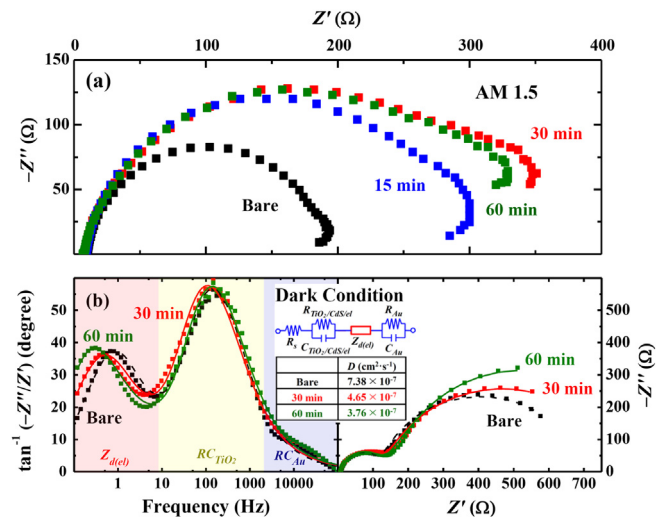 Z' (Ω)
0 100 200 300 400
150
100
50
0
−Z'' (Ω)
(a)
AM 1.5
30 min
60 min
15 min
Bare
(b)
50
40
30
20
10
0
tan⁻¹ (−Z''/Z') (degree)
60 min
30 min
Bare
Z_d(el)
RC_TiO₂
RC_Au
1 10 100 1000 10000
Frequency (Hz)
Dark Condition
R_TiO₂/CdS/el
R_Au
R_s
Z_d(el)
C_TiO₂/CdS/el
C_Au
D (cm²·s⁻¹)
Bare 7.38 × 10⁻⁷
30 min 4.65 × 10⁻⁷
60 min 3.76 × 10⁻⁷
60 min
30 min
Bare
500
400
300
200
100
0
−Z'' (Ω)
100 200 300 400 500 600 700
Z' (Ω)